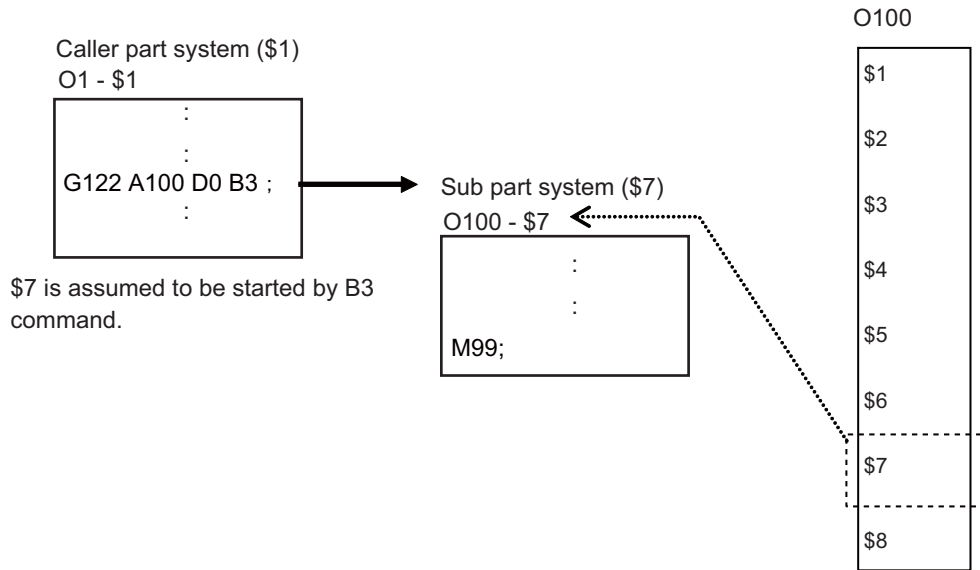 Caller part system ($1)
O1 - $1
:
:
G122 A100 D0 B3 ;
:
$7 is assumed to be started by B3
command.
Sub part system ($7)
O100 - $7
:
:
M99;
O100
$1
$2
$3
$4
$5
$6
$7
$8